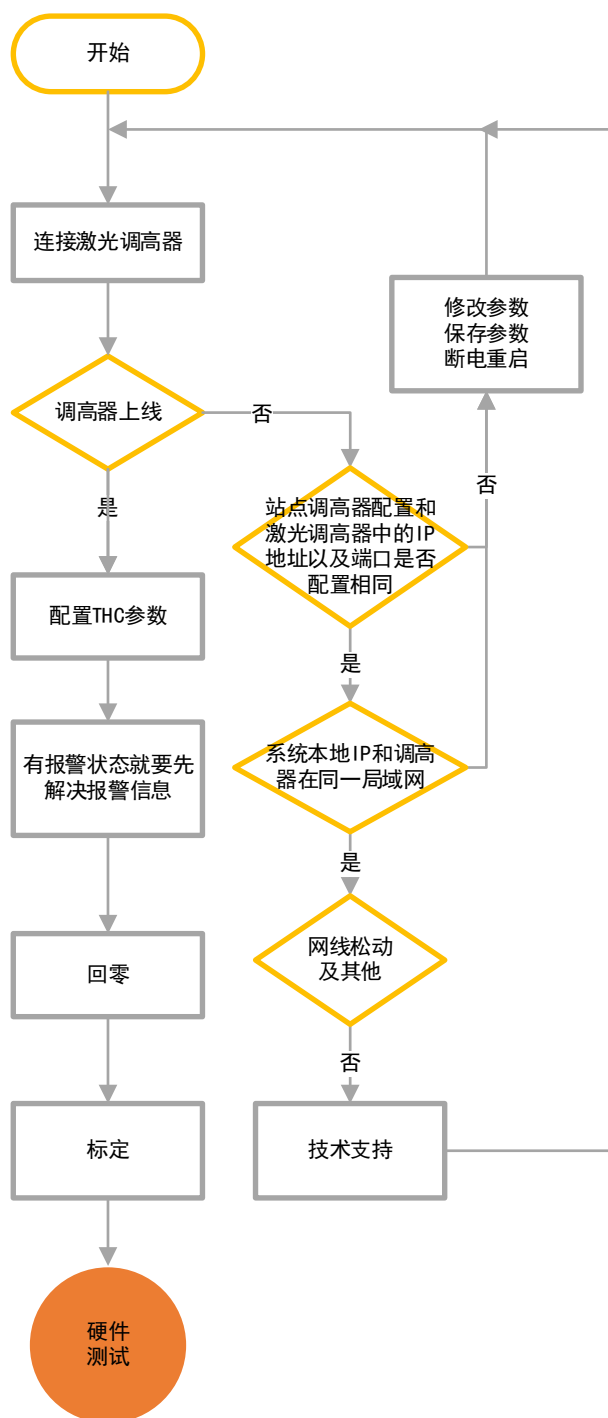 开始
连接激光调高器
修改参数
保存参数
断电重启
调高器上线
否
是
站点调高器配置和
激光调高器中的IP
地址以及端口是否
配置相同
否
配置THC参数
是
有报警状态就要先
解决报警信息
系统本地IP和调高
器在同一局域网
是
回零
网线松动
及其他
否
标定
技术支持
硬件
测试